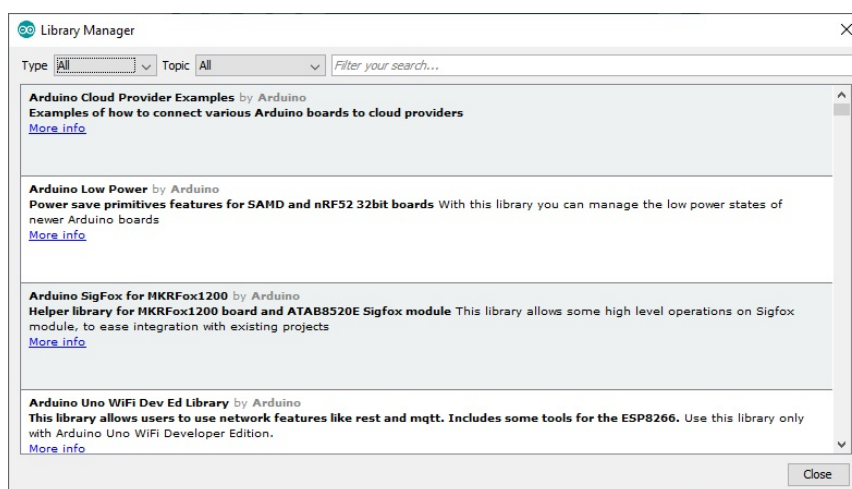 Library Manager
Type All Topic All Filter your search...
Arduino Cloud Provider Examples by Arduino
Examples of how to connect various Arduino boards to cloud providers
More info
Arduino Low Power by Arduino
Power save primitives features for SAMD and nRF52 32bit boards With this library you can manage the low power states of
newer Arduino boards
More info
Arduino SigFox for MKRFox1200 by Arduino
Helper library for MKRFox1200 board and ATAB8520E Sigfox module This library allows some high level operations on Sigfox
module, to ease integration with existing projects
More info
Arduino Uno WiFi Dev Ed Library by Arduino
This library allows users to use network features like rest and mqtt. Includes some tools for the ESP8266. Use this library only
with Arduino Uno WiFi Developer Edition.
More info
Close